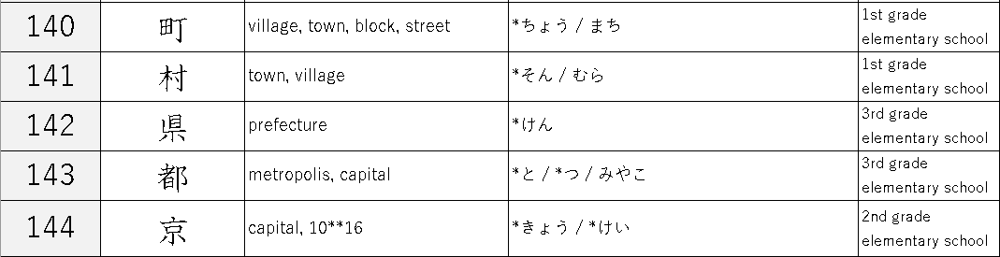 140 町 village, town, block, street *ちょう / まち 1st grade
elementary school
141 村 town, village *そん / むら 1st grade
elementary school
142 県 prefecture *けん 3rd grade
elementary school
143 都 metropolis, capital *と / *つ / みやこ 3rd grade
elementary school
144 京 capital, 10**16 *きょう / *けい 2nd grade
elementary school